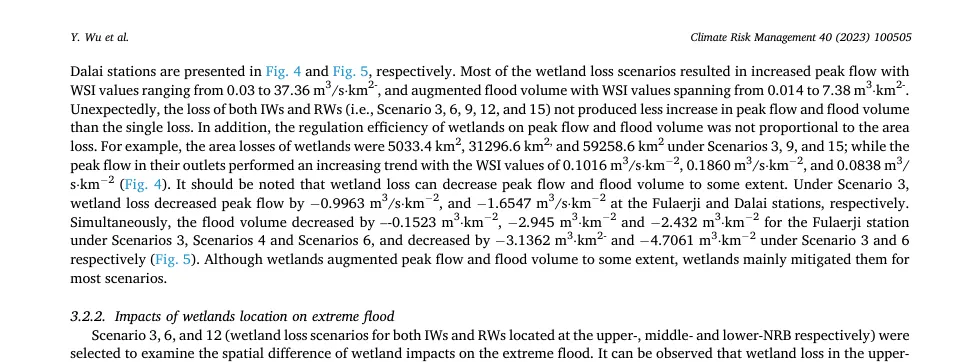 Y. Wu et al.
Climate Risk Management 40 (2023) 100505
Dalai stations are presented in Fig. 4 and Fig. 5, respectively. Most of the wetland loss scenarios resulted in increased peak flow with
WSI values ranging from 0.03 to 37.36 m³/s·km²⁻, and augmented flood volume with WSI values spanning from 0.014 to 7.38 m³·km²⁻.
Unexpectedly, the loss of both IWs and RWs (i.e., Scenario 3, 6, 9, 12, and 15) not produced less increase in peak flow and flood volume
than the single loss. In addition, the regulation efficiency of wetlands on peak flow and flood volume was not proportional to the area
loss. For example, the area losses of wetlands were 5033.4 km², 31296.6 km²˒ and 59258.6 km² under Scenarios 3, 9, and 15; while the
peak flow in their outlets performed an increasing trend with the WSI values of 0.1016 m³/s·km⁻², 0.1860 m³/s·km⁻², and 0.0838 m³/
s·km⁻² (Fig. 4). It should be noted that wetland loss can decrease peak flow and flood volume to some extent. Under Scenario 3,
wetland loss decreased peak flow by −0.9963 m³/s·km⁻², and −1.6547 m³/s·km⁻² at the Fulaerji and Dalai stations, respectively.
Simultaneously, the flood volume decreased by –-0.1523 m³·km⁻², −2.945 m³·km⁻² and −2.432 m³·km⁻² for the Fulaerji station
under Scenarios 3, Scenarios 4 and Scenarios 6, and decreased by −3.1362 m³·km²⁻ and −4.7061 m³·km⁻² under Scenario 3 and 6
respectively (Fig. 5). Although wetlands augmented peak flow and flood volume to some extent, wetlands mainly mitigated them for
most scenarios.
3.2.2. Impacts of wetlands location on extreme flood
Scenario 3, 6, and 12 (wetland loss scenarios for both IWs and RWs located at the upper-, middle- and lower-NRB respectively) were
selected to examine the spatial difference of wetland impacts on the extreme flood. It can be observed that wetland loss in the upper-